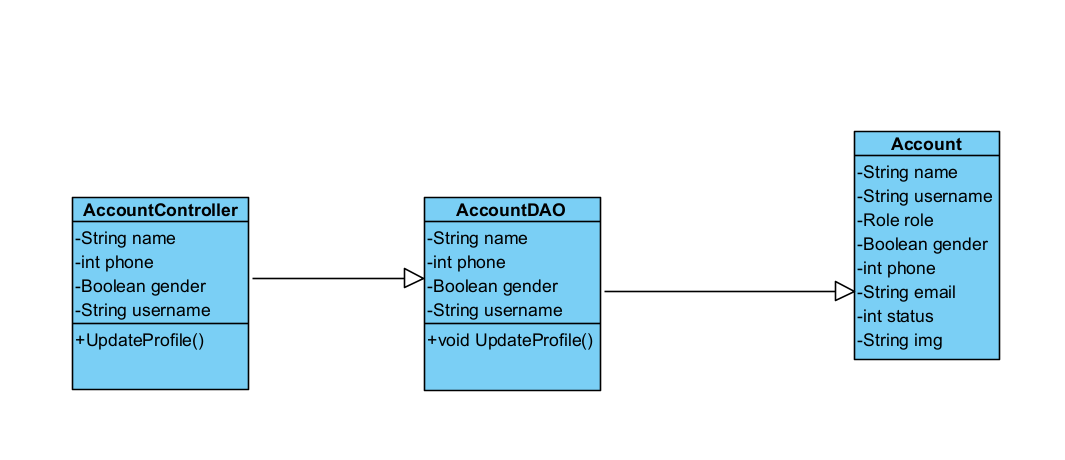 AccountController
-String name
-int phone
-Boolean gender
-String username
+UpdateProfile()
AccountDAO
-String name
-int phone
-Boolean gender
-String username
+void UpdateProfile()
Account
-String name
-String username
-Role role
-Boolean gender
-int phone
-String email
-int status
-String img